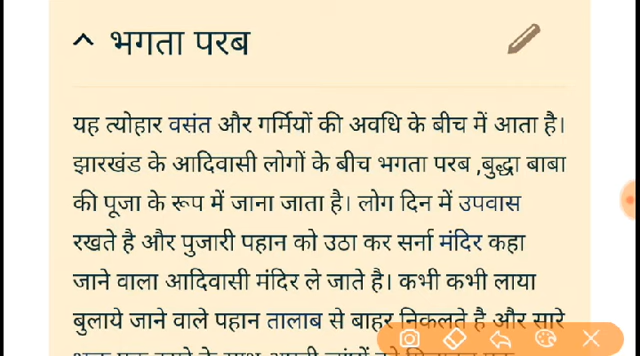 भगता परब
यह त्योहार वसंत और गर्मियों की अवधि के बीच में आता है।
झारखंड के आदिवासी लोगों के बीच भगता परब ,बुद्धा बाबा
की पूजा के रूप में जाना जाता है। लोग दिन में उपवास
रखते है और पुजारी पहान को उठा कर सर्ना मंदिर कहा
जाने वाला आदिवासी मंदिर ले जाते है। कभी कभी लाया
बुलाये जाने वाले पहान तालाब से बाहर निकलते है और सारे